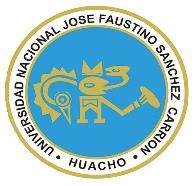 UNIVERSIDAD NACIONAL JOSE FAUSTINO SANCHEZ CARRION
• HUACHO •